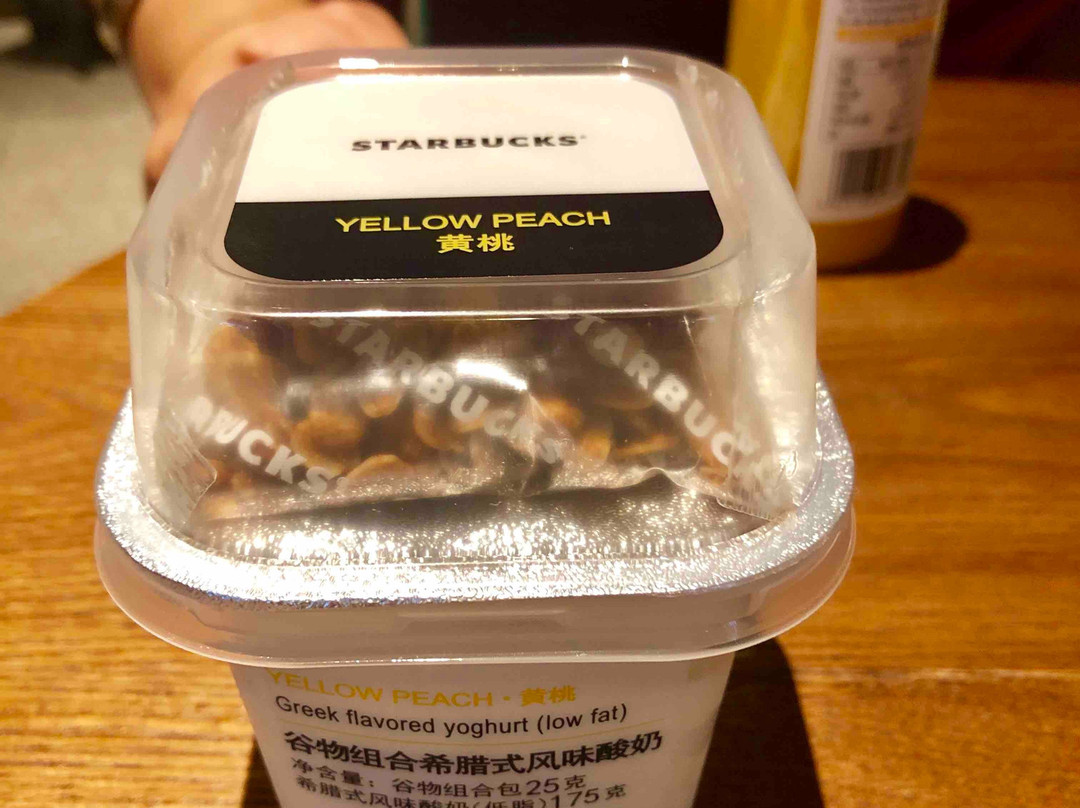 STARBUCKS
YELLOW PEACH
黄桃
STARBUCKS
STARBUCKS
YELLOW PEACH · 黄桃
Greek flavored yoghurt (low fat)
谷物组合希腊式风味酸奶
净含量：谷物组合包25克
希腊式风味酸奶(低脂)175克